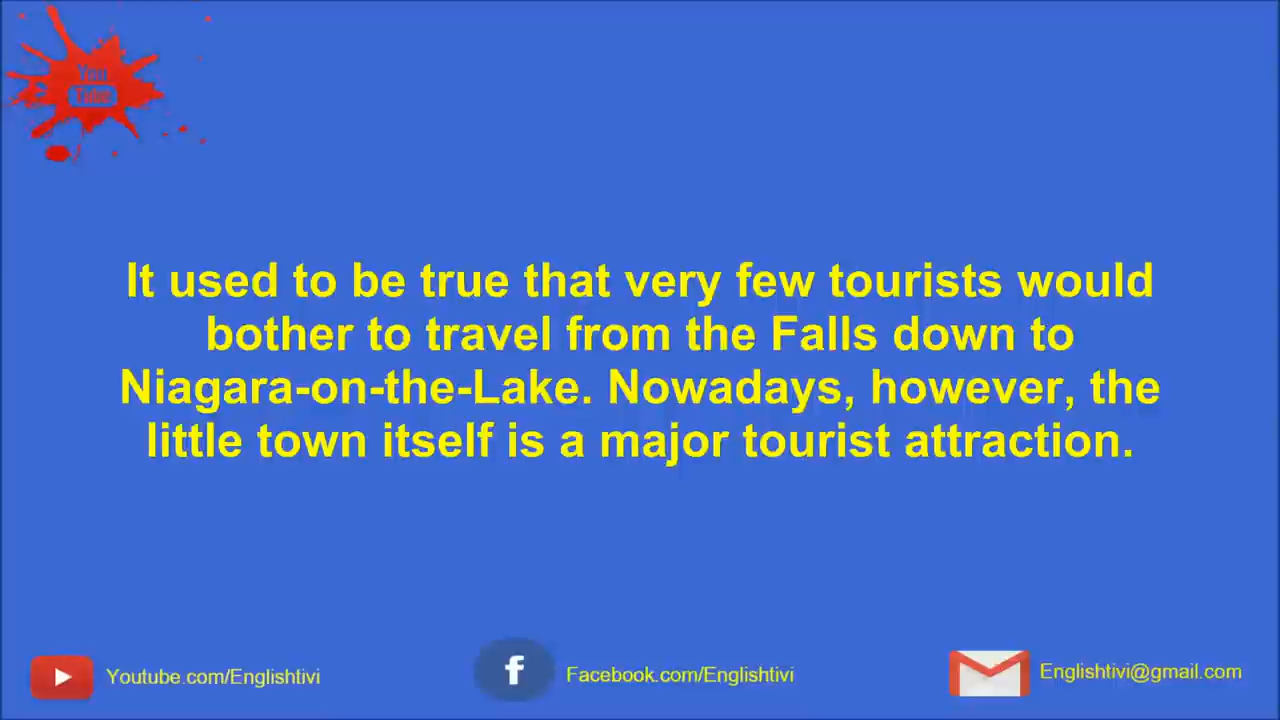 You
Tube
It used to be true that very few tourists would
bother to travel from the Falls down to
Niagara-on-the-Lake. Nowadays, however, the
little town itself is a major tourist attraction.
Youtube.com/Englishtivi
Facebook.com/Englishtivi
Englishtivi@gmail.com